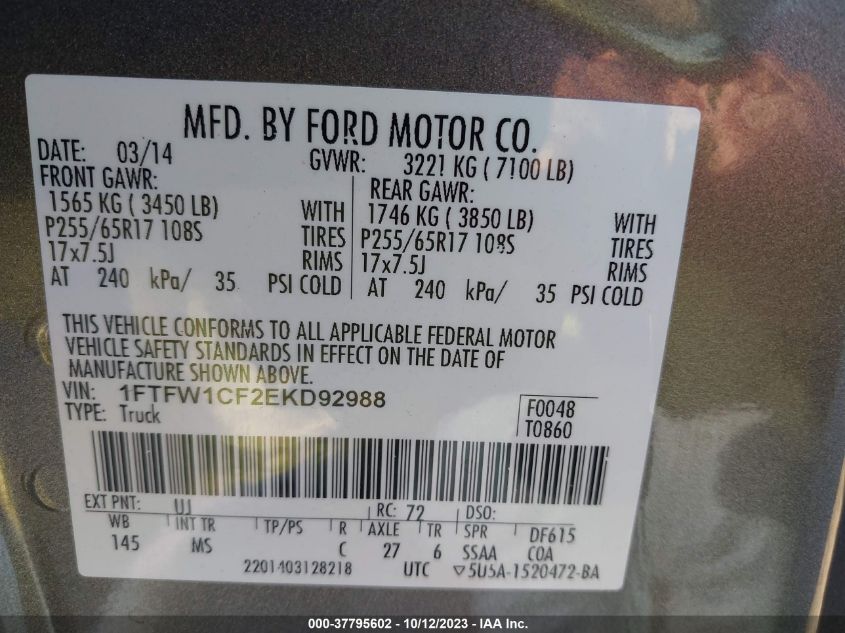 MFD. BY FORD MOTOR CO.
DATE: 03/14 GVWR: 3221 KG ( 7100 LB)
FRONT GAWR: REAR GAWR:
1565 KG ( 3450 LB) WITH 1746 KG ( 3850 LB) WITH
P255/65R17 108S TIRES P255/65R17 108S TIRES
17x7.5J RIMS 17x7.5J RIMS
AT 240 kPa/ 35 PSI COLD AT 240 kPa/ 35 PSI COLD
THIS VEHICLE CONFORMS TO ALL APPLICABLE FEDERAL MOTOR
VEHICLE SAFETY STANDARDS IN EFFECT ON THE DATE OF
MANUFACTURE SHOWN ABOVE.
VIN: 1FTFW1CF2EKD92988
TYPE: Truck
F0048
T0860
EXT PNT: UJ RC: 72 DSO:
WB INT TR TP/PS R AXLE TR SPR DF615
145 MS C 27 6 SSAA COA
2201403128218 UTC ▽5U5A-1520472-BA
000-37795602 - 10/12/2023 - IAA Inc.